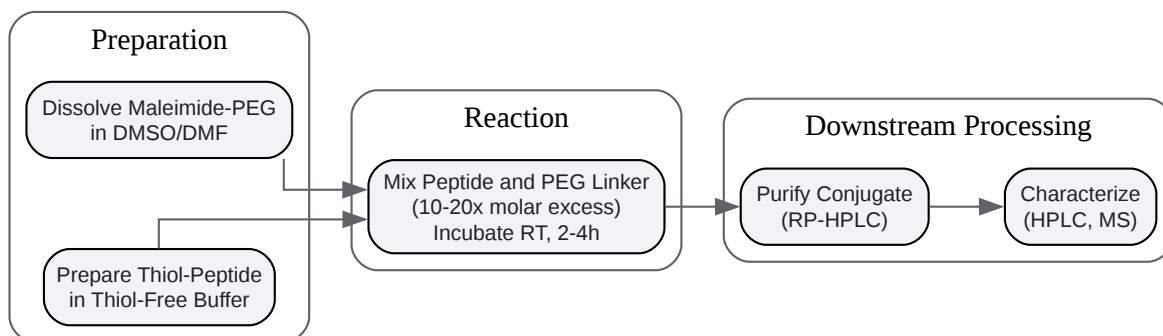 Preparation
Dissolve Maleimide-PEG
in DMSO/DMF
Prepare Thiol-Peptide
in Thiol-Free Buffer
Reaction
Mix Peptide and PEG Linker
(10-20x molar excess)
Incubate RT, 2-4h
Downstream Processing
Purify Conjugate
(RP-HPLC)
Characterize
(HPLC, MS)